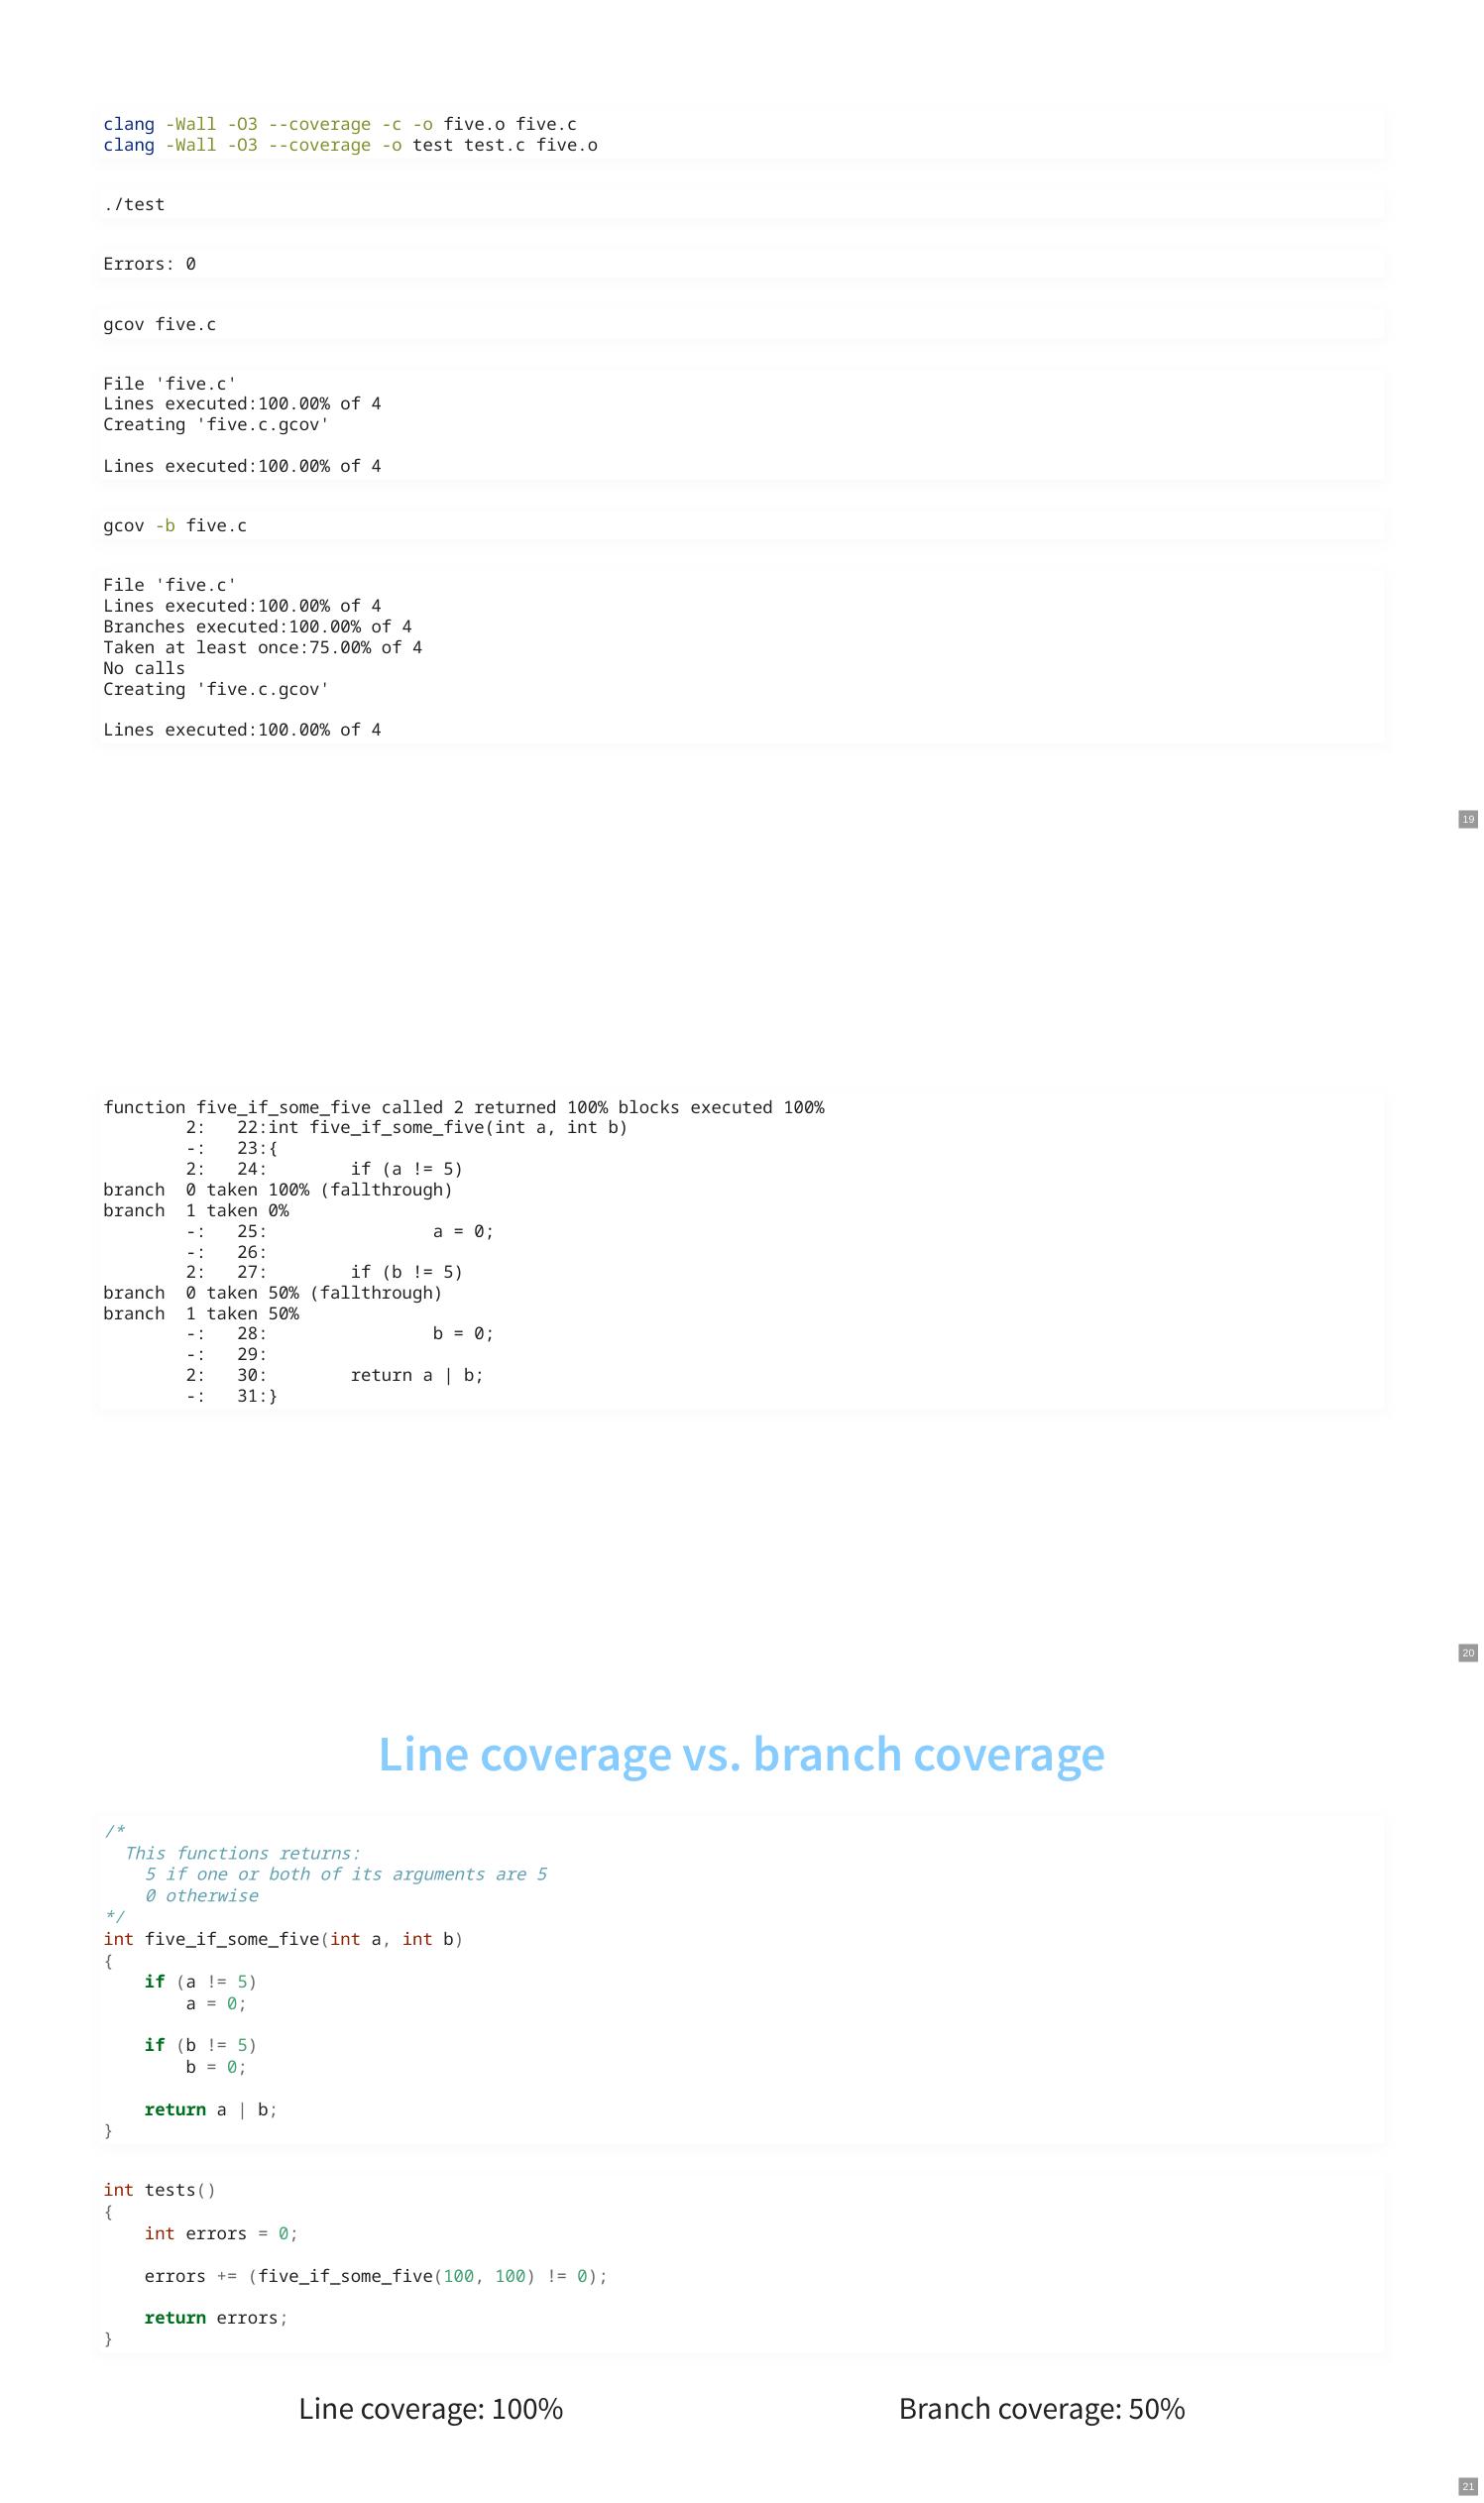 clang -Wall -O3 --coverage -c -o five.o five.c
clang -Wall -O3 --coverage -o test test.c five.o
./test
Errors: 0
gcov five.c
File 'five.c'
Lines executed:100.00% of 4
Creating 'five.c.gcov'
Lines executed:100.00% of 4
gcov -b five.c
File 'five.c'
Lines executed:100.00% of 4
Branches executed:100.00% of 4
Taken at least once:75.00% of 4
No calls
Creating 'five.c.gcov'
Lines executed:100.00% of 4
19
function five_if_some_five called 2 returned 100% blocks executed 100%
        2:   22:int five_if_some_five(int a, int b)
        -:   23:{
        2:   24:        if (a != 5)
branch  0 taken 100% (fallthrough)
branch  1 taken 0%
        -:   25:                a = 0;
        -:   26:
        2:   27:        if (b != 5)
branch  0 taken 50% (fallthrough)
branch  1 taken 50%
        -:   28:                b = 0;
        -:   29:
        2:   30:        return a | b;
        -:   31:}
20
Line coverage vs. branch coverage
/*
  This functions returns:
    5 if one or both of its arguments are 5
    0 otherwise
*/
int five_if_some_five(int a, int b)
{
    if (a != 5)
        a = 0;
    if (b != 5)
        b = 0;
    return a | b;
}
int tests()
{
    int errors = 0;
    errors += (five_if_some_five(100, 100) != 0);
    return errors;
}
Line coverage: 100%
Branch coverage: 50%
21